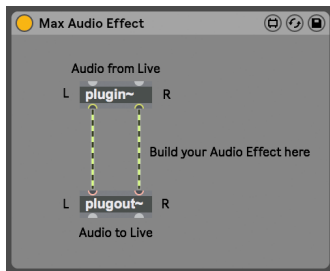 Max Audio Effect
Audio from Live
L plugin~ R
Build your Audio Effect here
L plugout~ R
Audio to Live